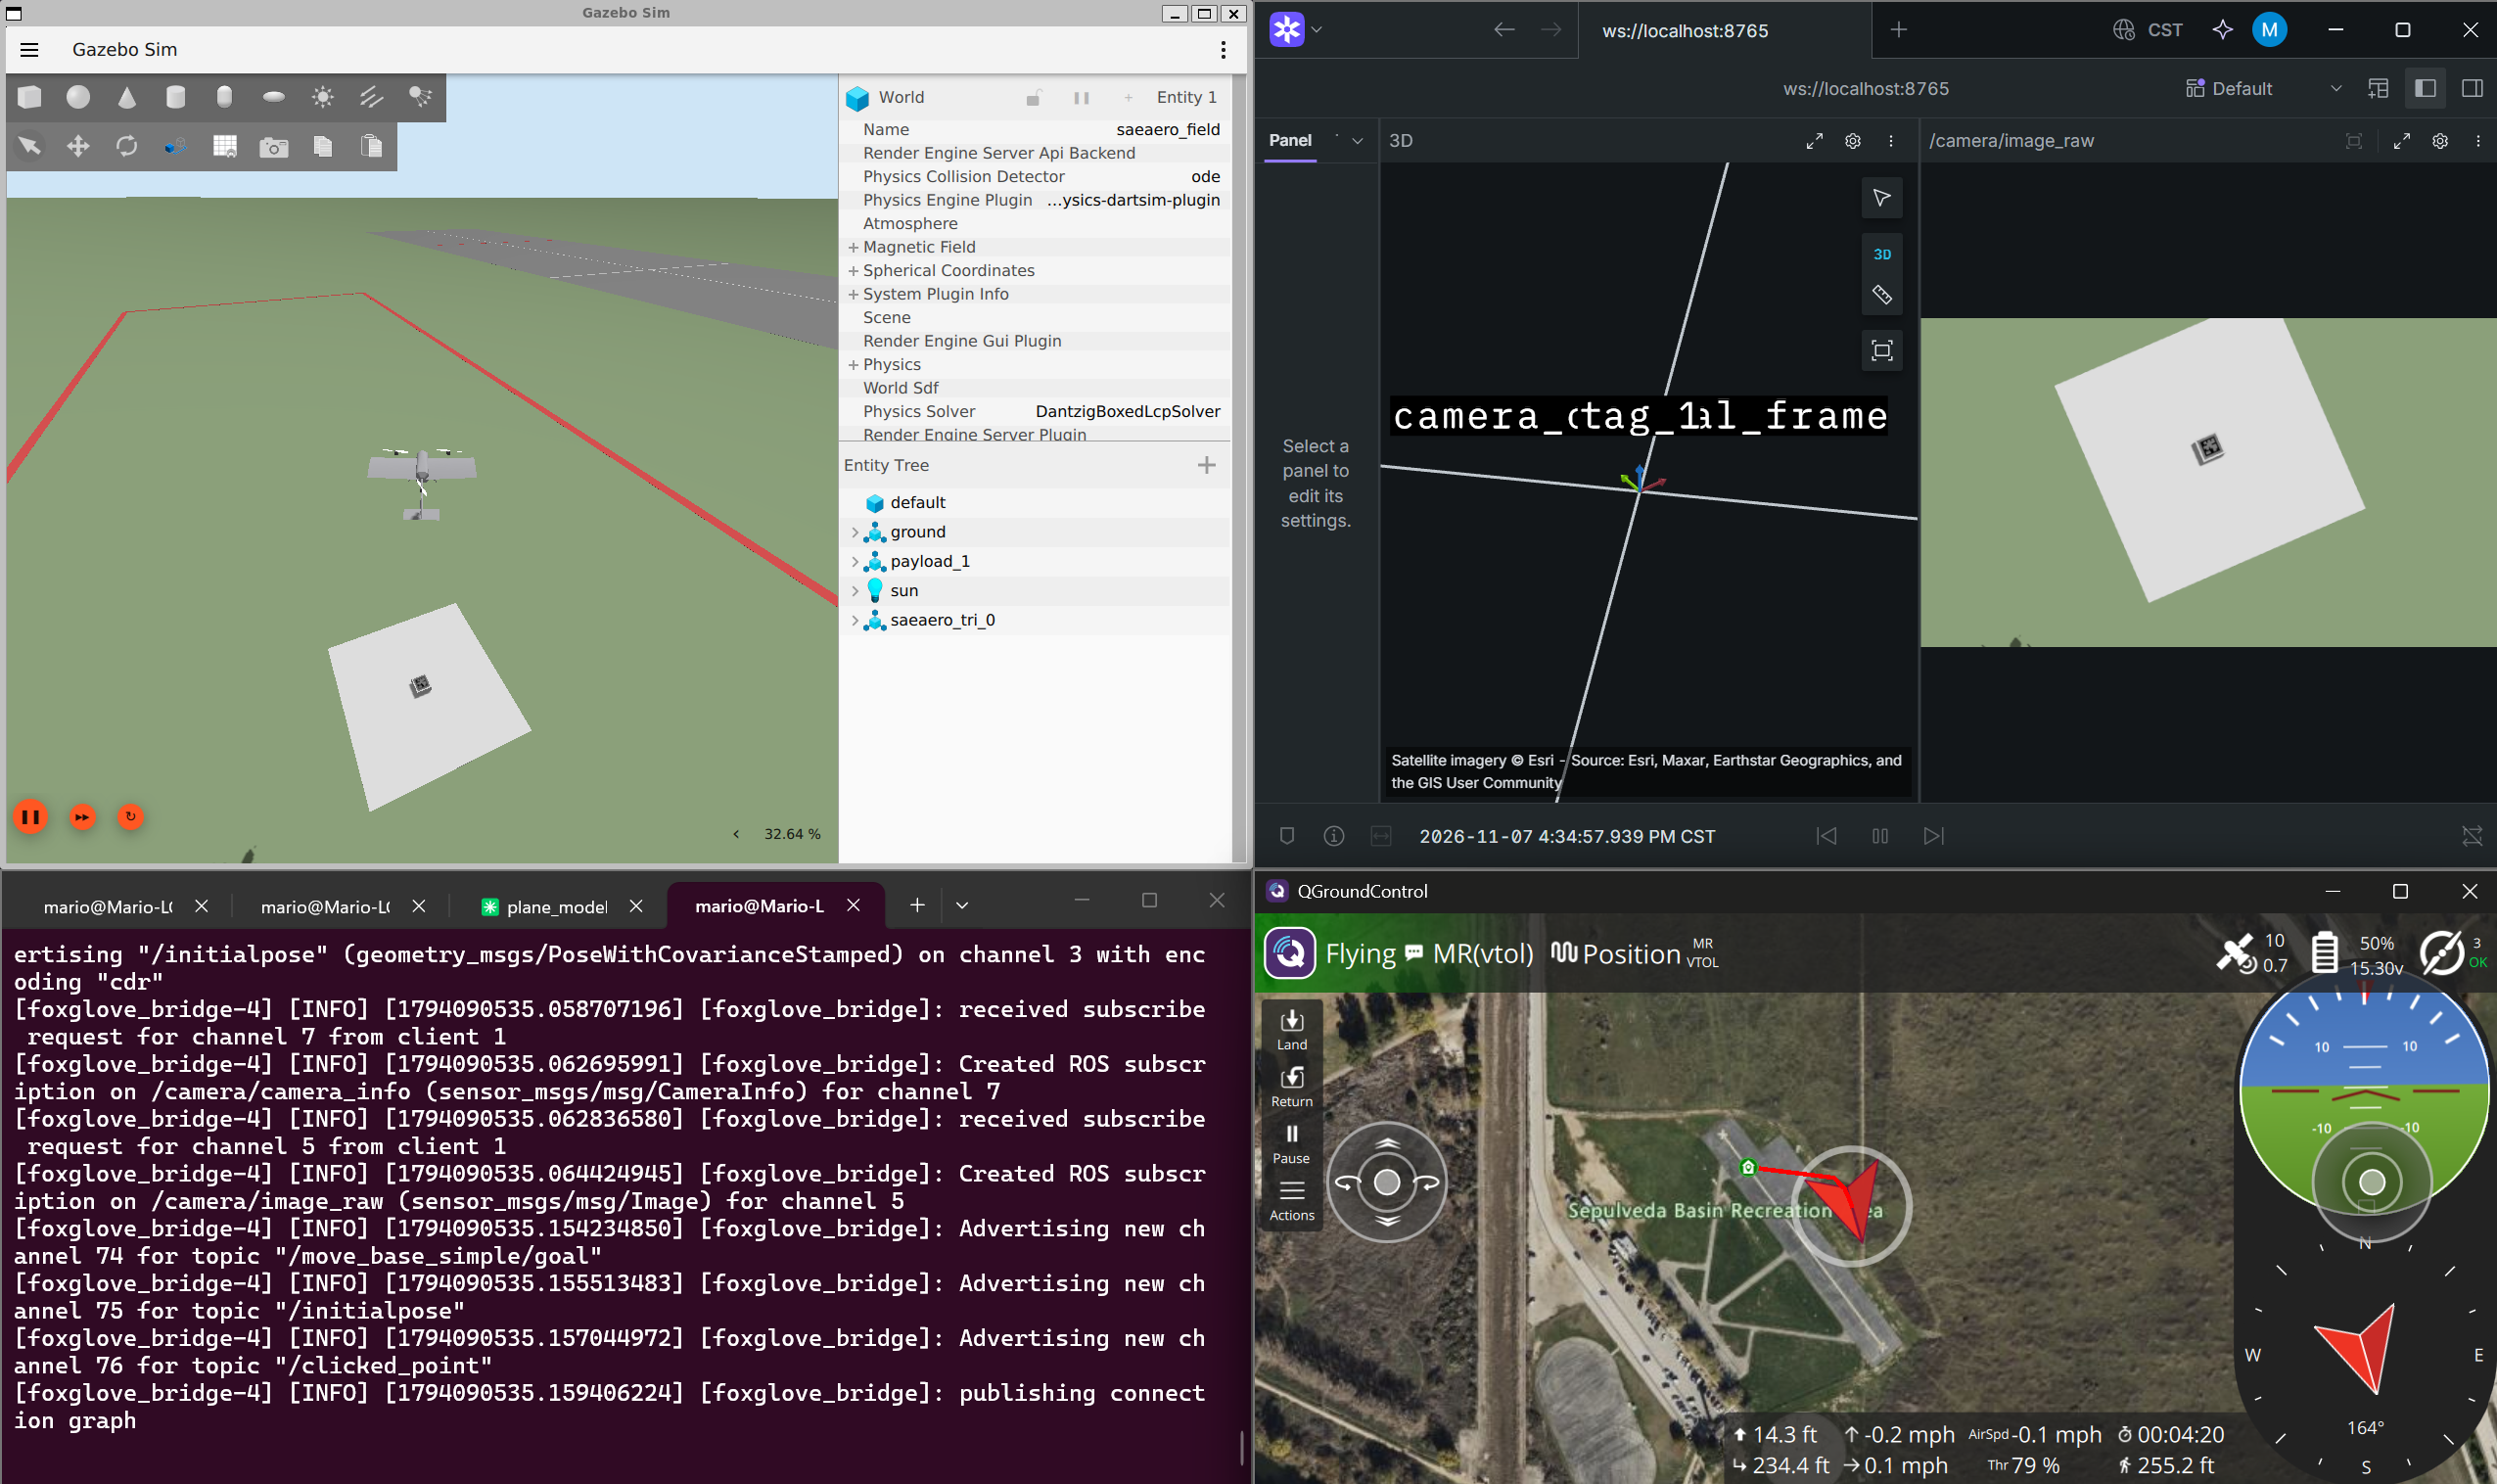 Gazebo Sim
Gazebo Sim
World
Entity 1
Name
saeaero_field
Render Engine Server Api Backend
Physics Collision Detector
ode
Physics Engine Plugin
...ysics-dartsim-plugin
Atmosphere
Magnetic Field
Spherical Coordinates
System Plugin Info
Scene
Render Engine Gui Plugin
Physics
World Sdf
Physics Solver
DantzigBoxedLcpSolver
Render Engine Server Plugin
Entity Tree
default
ground
payload_1
sun
saeaero_tri_0
32.64 %
ws://localhost:8765
CST
M
ws://localhost:8765
Default
Panel
3D
/camera/image_raw
3D
Select a
panel to
edit its
settings.
tag_1
al_frame
camera_
Satellite imagery © Esri - Source: Esri, Maxar, Earthstar Geographics, and
the GIS User Community
2026-11-07 4:34:57.939 PM CST
mario@Mario-L
mario@Mario-L
plane_model
mario@Mario-L
ertising "/initialpose" (geometry_msgs/PoseWithCovarianceStamped) on channel 3 with enc
oding "cdr"
[foxglove_bridge-4] [INFO] [1794090535.058707196] [foxglove_bridge]: received subscribe
request for channel 7 from client 1
[foxglove_bridge-4] [INFO] [1794090535.062695991] [foxglove_bridge]: Created ROS subscr
iption on /camera/camera_info (sensor_msgs/msg/CameraInfo) for channel 7
[foxglove_bridge-4] [INFO] [1794090535.062836580] [foxglove_bridge]: received subscribe
request for channel 5 from client 1
[foxglove_bridge-4] [INFO] [1794090535.064424945] [foxglove_bridge]: Created ROS subscr
iption on /camera/image_raw (sensor_msgs/msg/Image) for channel 5
[foxglove_bridge-4] [INFO] [1794090535.154234850] [foxglove_bridge]: Advertising new ch
annel 74 for topic "/move_base_simple/goal"
[foxglove_bridge-4] [INFO] [1794090535.155513483] [foxglove_bridge]: Advertising new ch
annel 75 for topic "/initialpose"
[foxglove_bridge-4] [INFO] [1794090535.157044972] [foxglove_bridge]: Advertising new ch
annel 76 for topic "/clicked_point"
[foxglove_bridge-4] [INFO] [1794090535.159406224] [foxglove_bridge]: publishing connect
ion graph
QGroundControl
Flying
MR(vtol)
Position
MR
VTOL
10
0.7
50%
15.30v
3
OK
Land
Return
Pause
Actions
Sepulveda Basin Recreation
ea
10
10
-10
-10
N
W
E
S
164°
14.3 ft
-0.2 mph
AirSpd -0.1 mph
00:04:20
234.4 ft
0.1 mph
Thr 79 %
255.2 ft